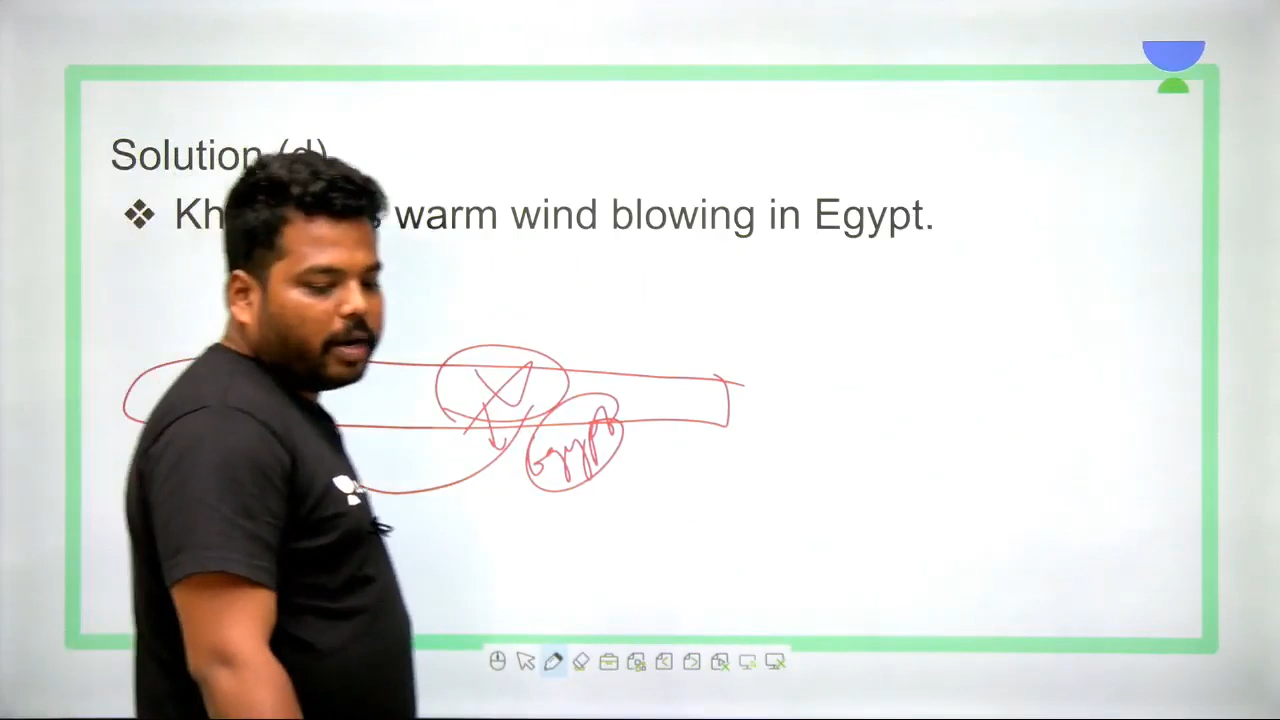 Solution (d)
❖ Kh warm wind blowing in Egypt.
Egypt